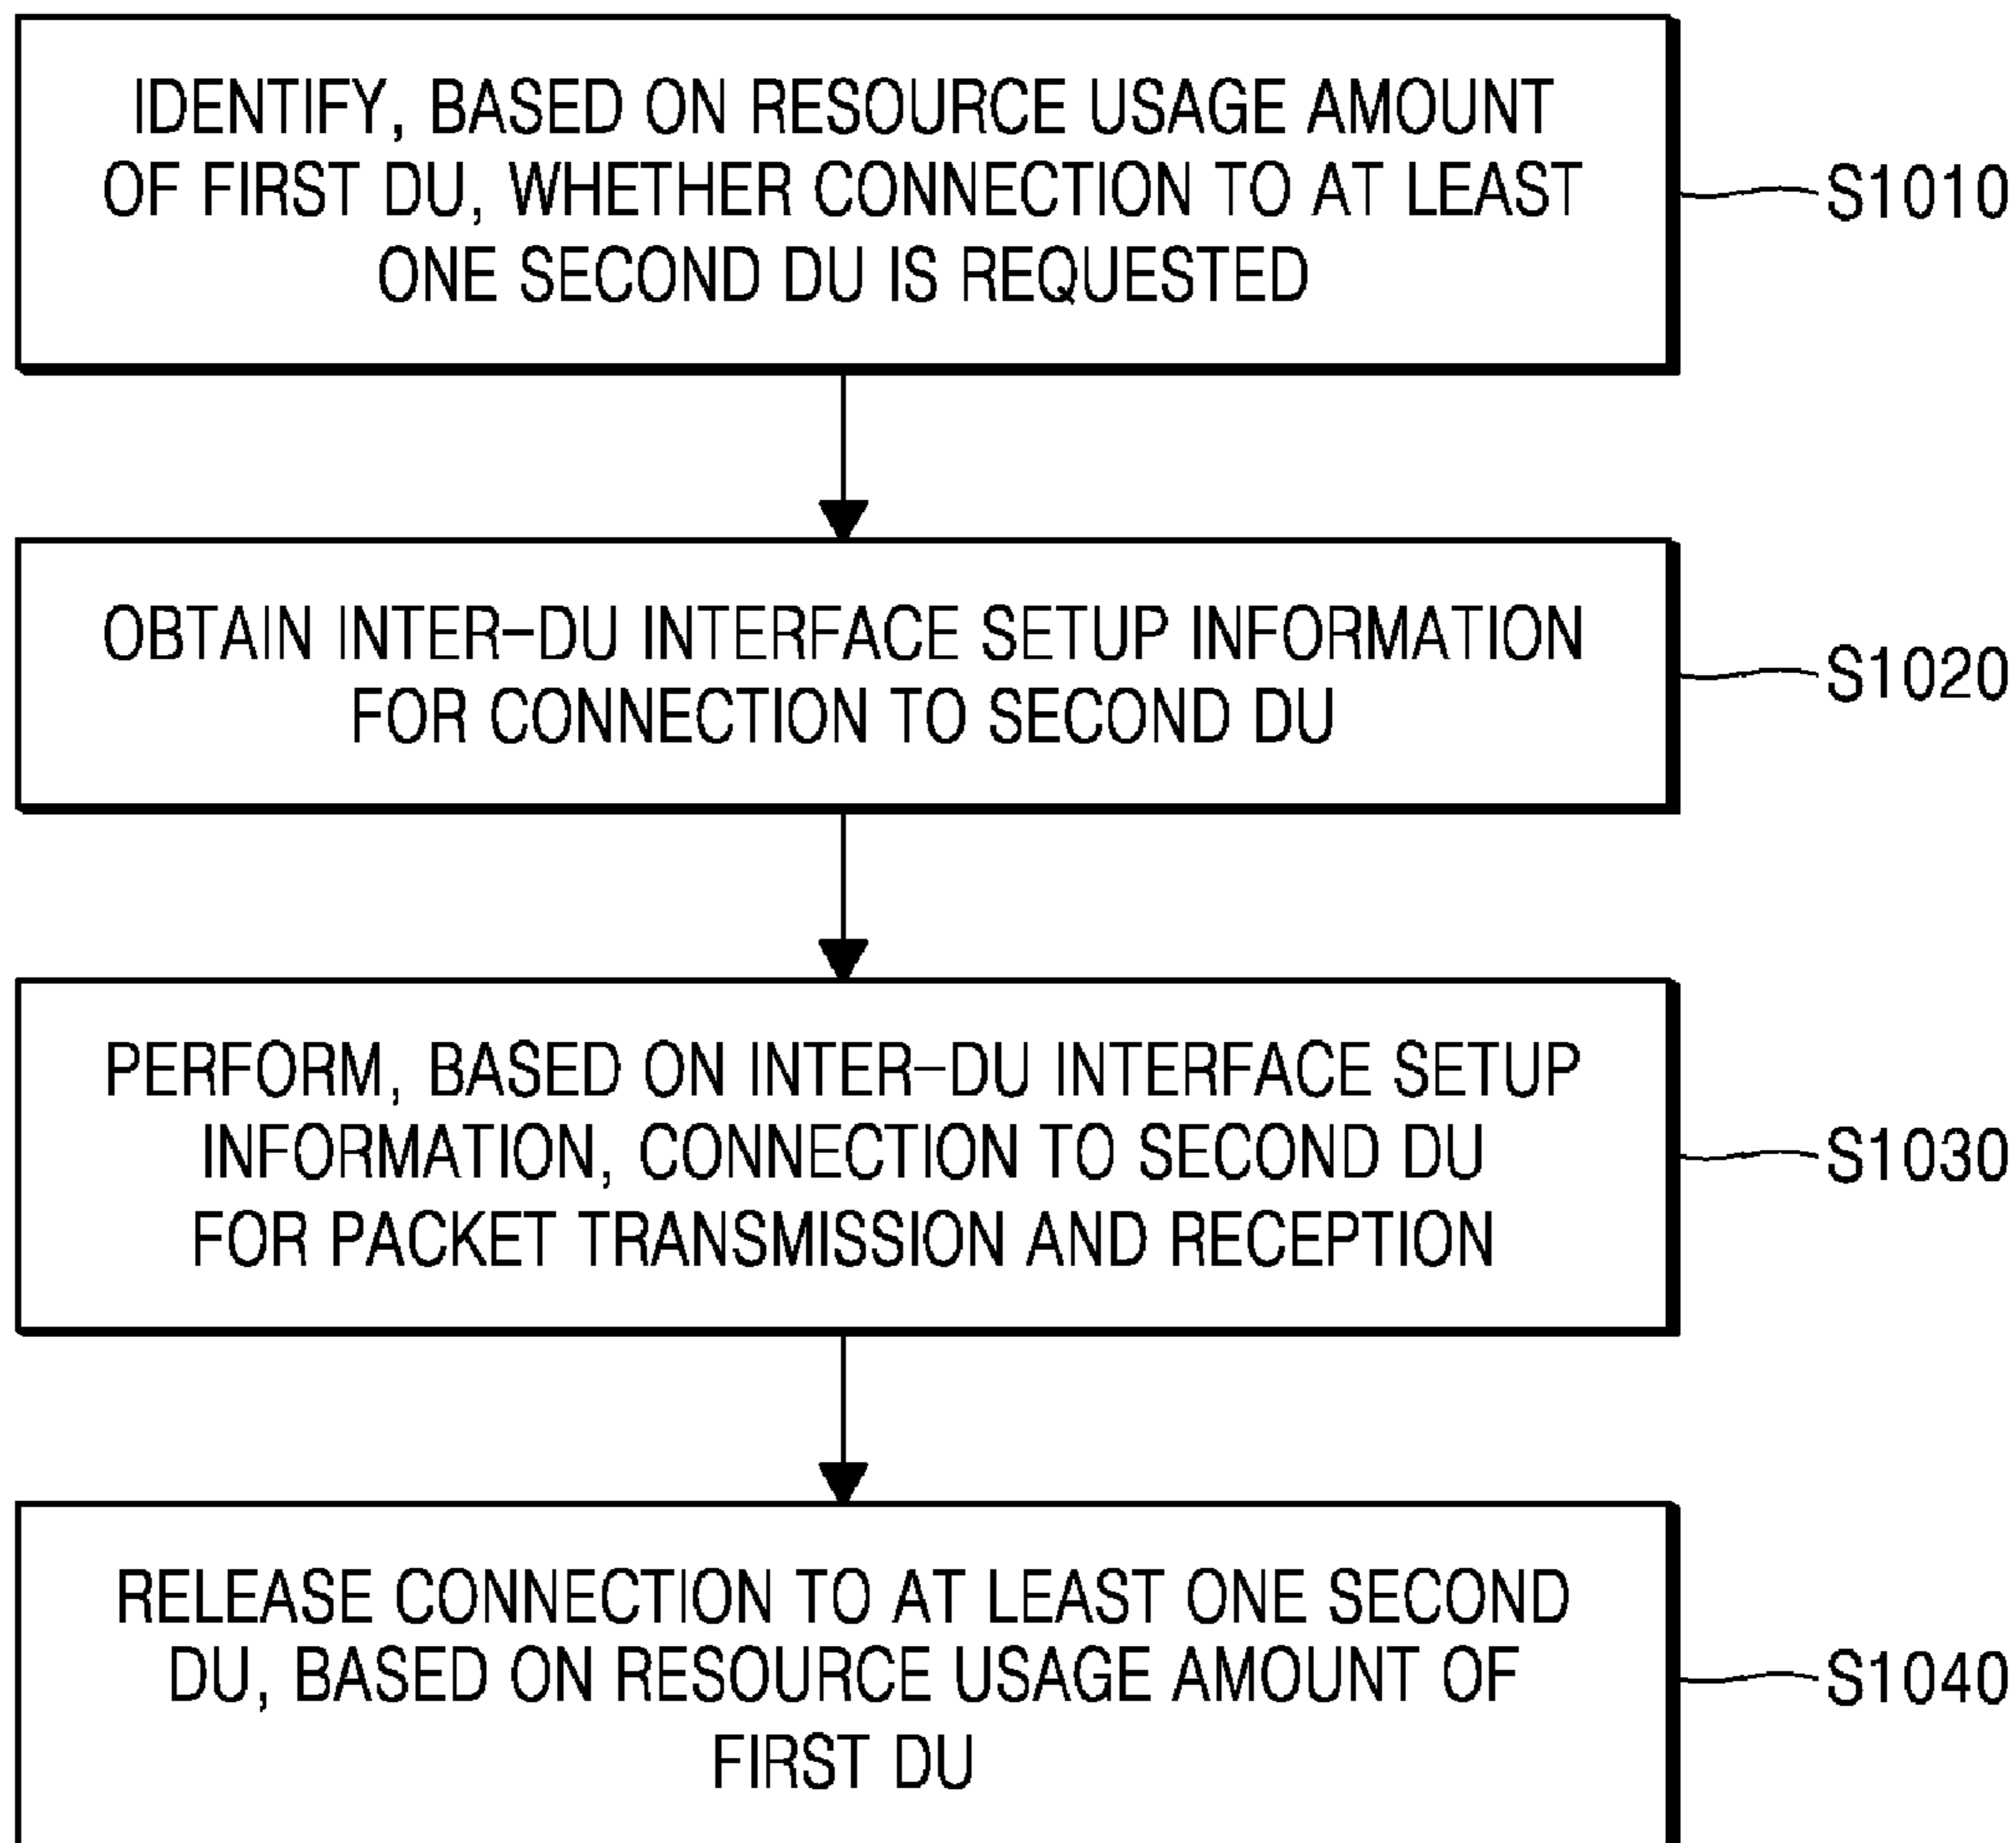 IDENTIFY, BASED ON RESOURCE USAGE AMOUNT
OF FIRST DU, WHETHER CONNECTION TO AT LEAST
ONE SECOND DU IS REQUESTED
S1010
OBTAIN INTER-DU INTERFACE SETUP INFORMATION
FOR CONNECTION TO SECOND DU
S1020
PERFORM, BASED ON INTER-DU INTERFACE SETUP
INFORMATION, CONNECTION TO SECOND DU
FOR PACKET TRANSMISSION AND RECEPTION
S1030
RELEASE CONNECTION TO AT LEAST ONE SECOND
DU, BASED ON RESOURCE USAGE AMOUNT OF
FIRST DU
S1040